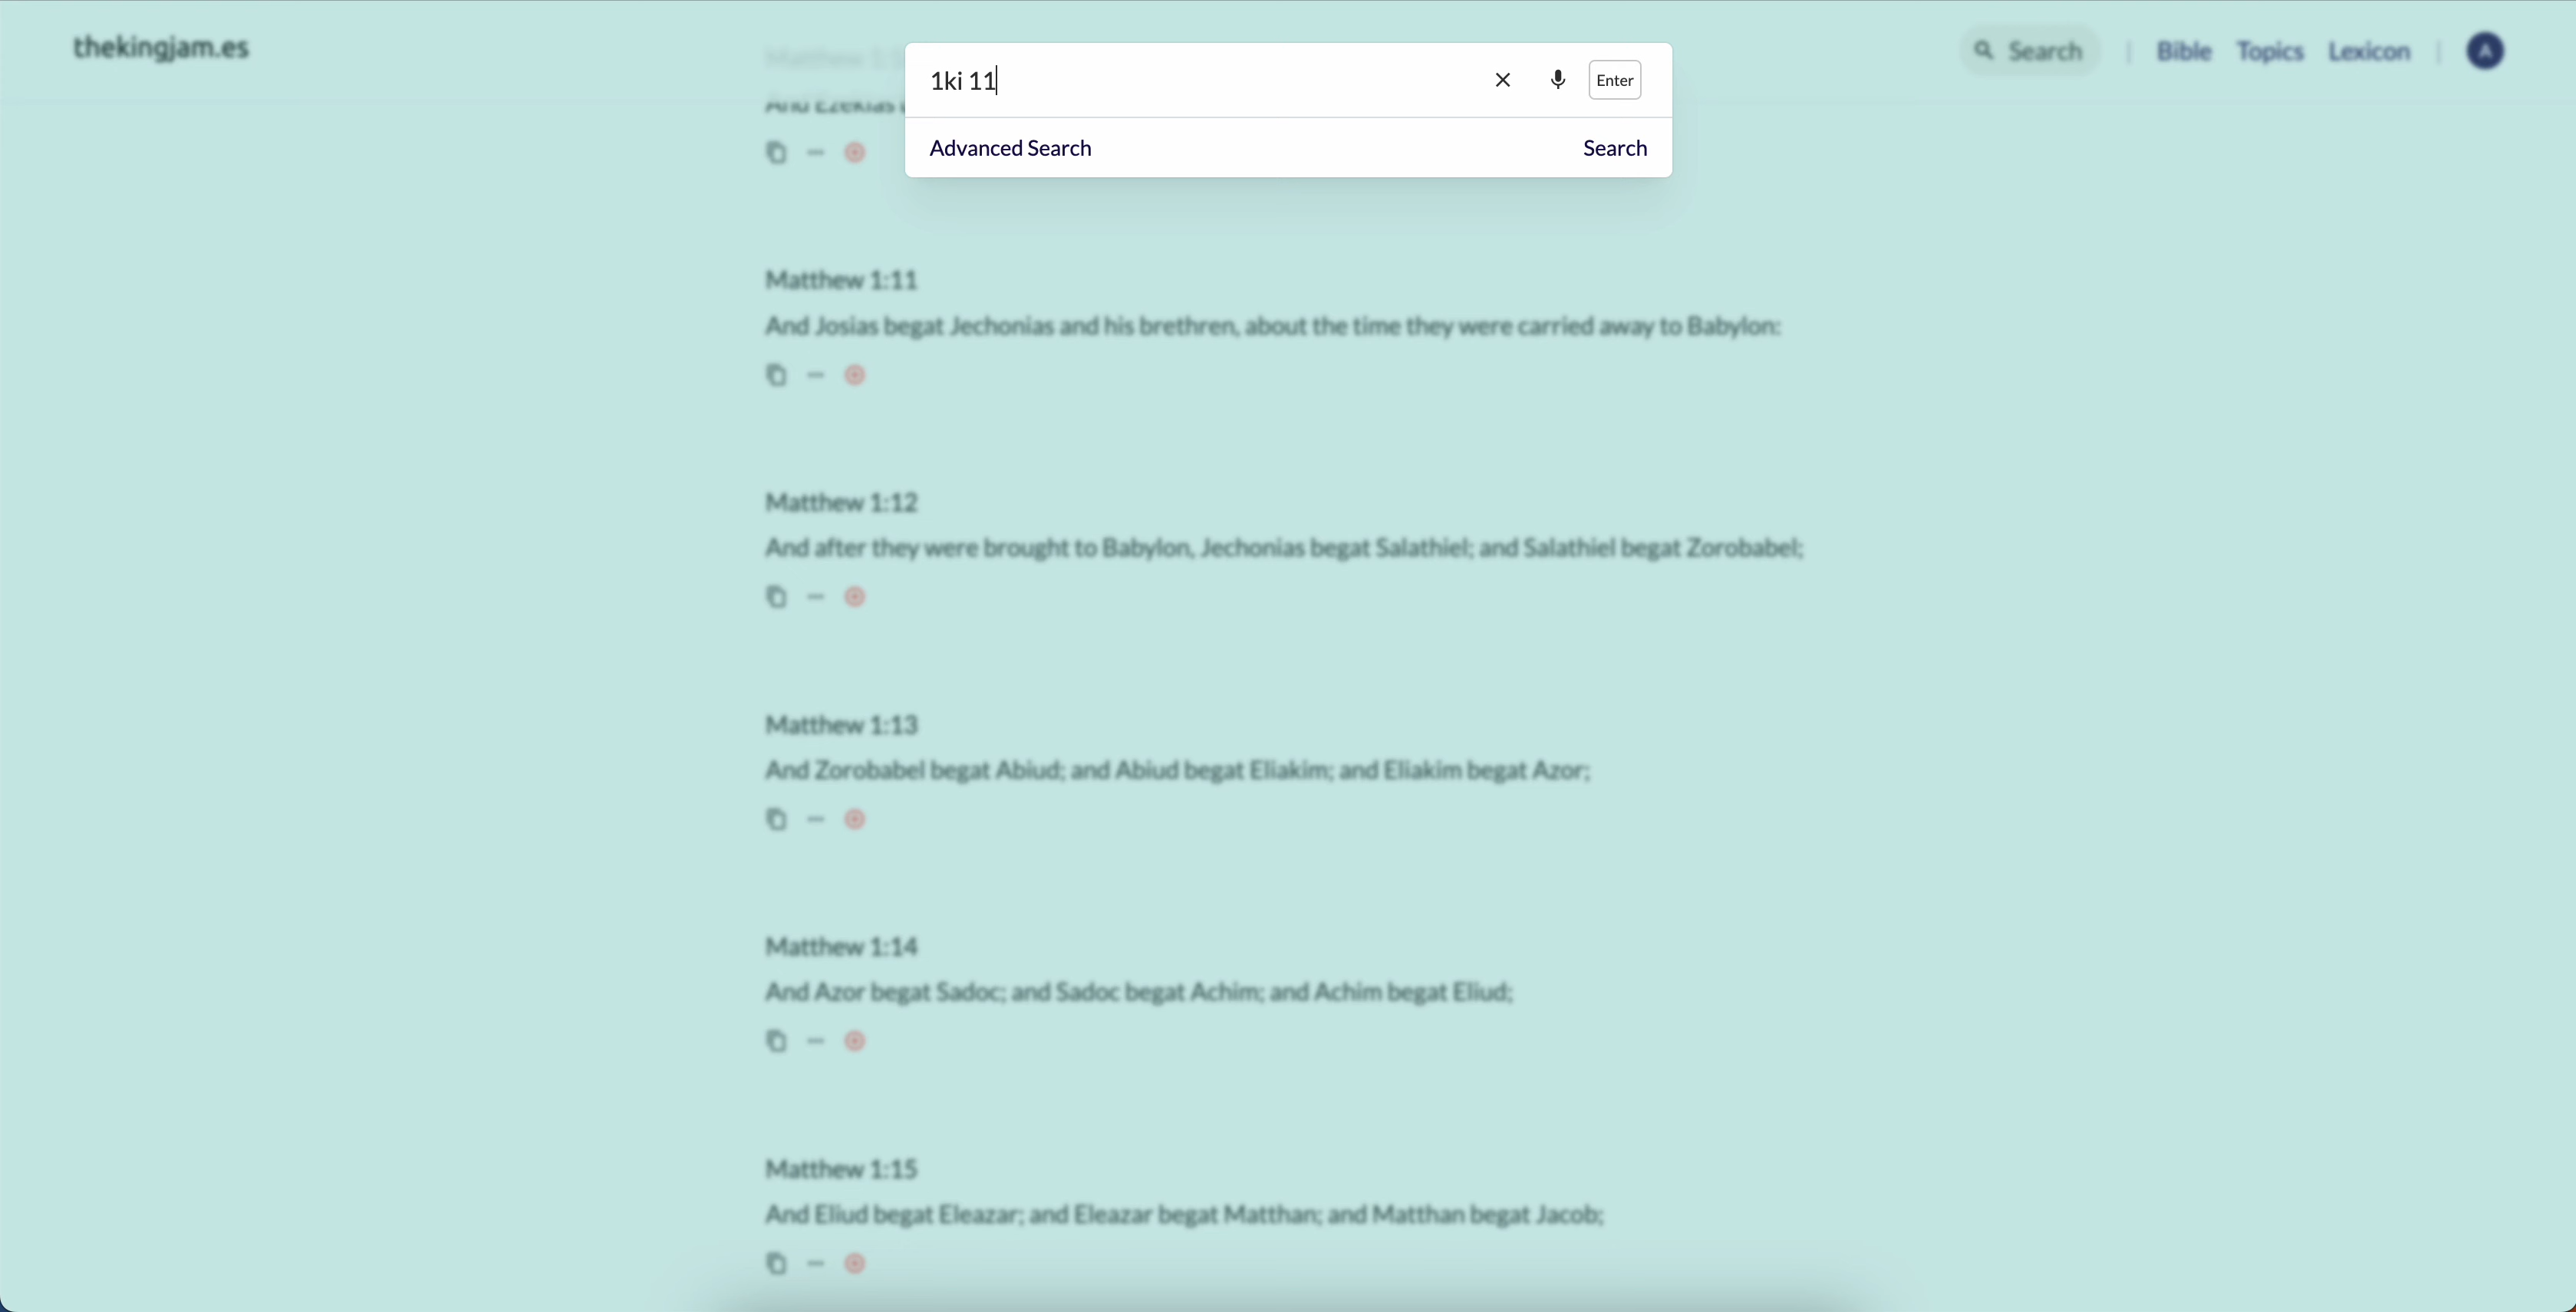 thekingjam.es
Search
Bible
Topics
Lexicon
A
1ki 11
Enter
Advanced Search
Search
And Ezekias
Matthew 1:11
And Josias begat Jechonias and his brethren, about the time they were carried away to Babylon:
Matthew 1:12
And after they were brought to Babylon, Jechonias begat Salathiel; and Salathiel begat Zorobabel;
Matthew 1:13
And Zorobabel begat Abiud; and Abiud begat Eliakim; and Eliakim begat Azor;
Matthew 1:14
And Azor begat Sadoc; and Sadoc begat Achim; and Achim begat Eliud;
Matthew 1:15
And Eliud begat Eleazar; and Eleazar begat Matthan; and Matthan begat Jacob;